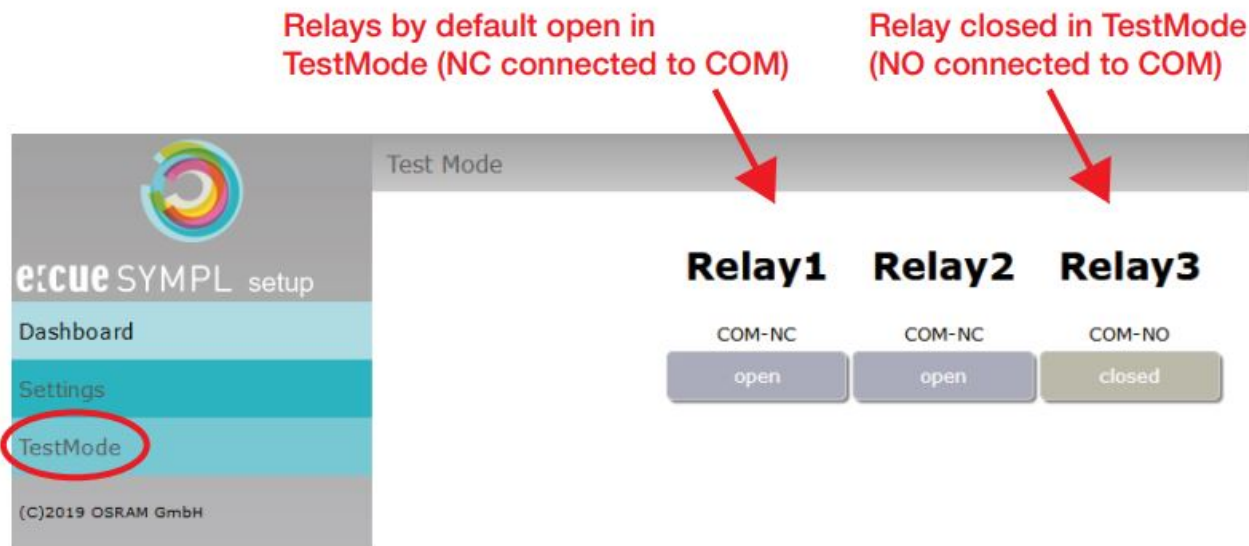 Relays by default open in
TestMode (NC connected to COM)
Relay closed in TestMode
(NO connected to COM)
Test Mode
e:cue SYMPL setup
Dashboard
Settings
TestMode
(C)2019 OSRAM GmbH
Relay1 Relay2 Relay3
COM-NC COM-NC COM-NO
open open closed